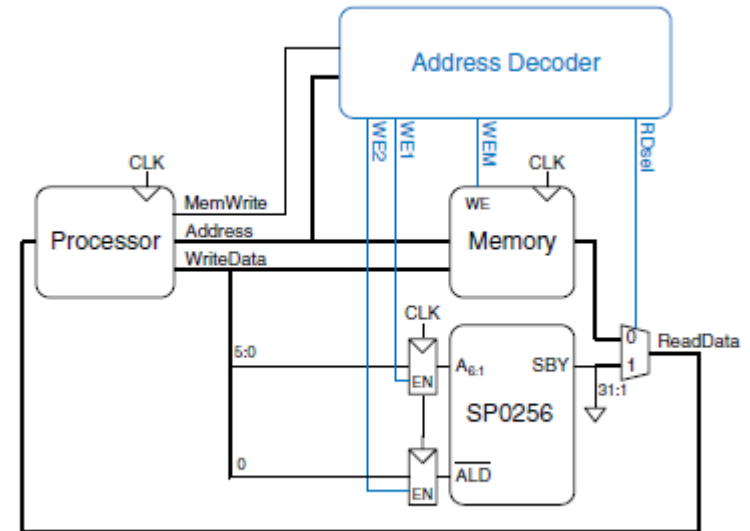 Address Decoder
WE2
WE1
WEM
RDsel
CLK
CLK
MemWrite
WE
Processor
Address
Memory
WriteData
CLK
0
ReadData
5:0
A6:1
SBY
1
EN
31:1
SP0256
0
ALD
EN